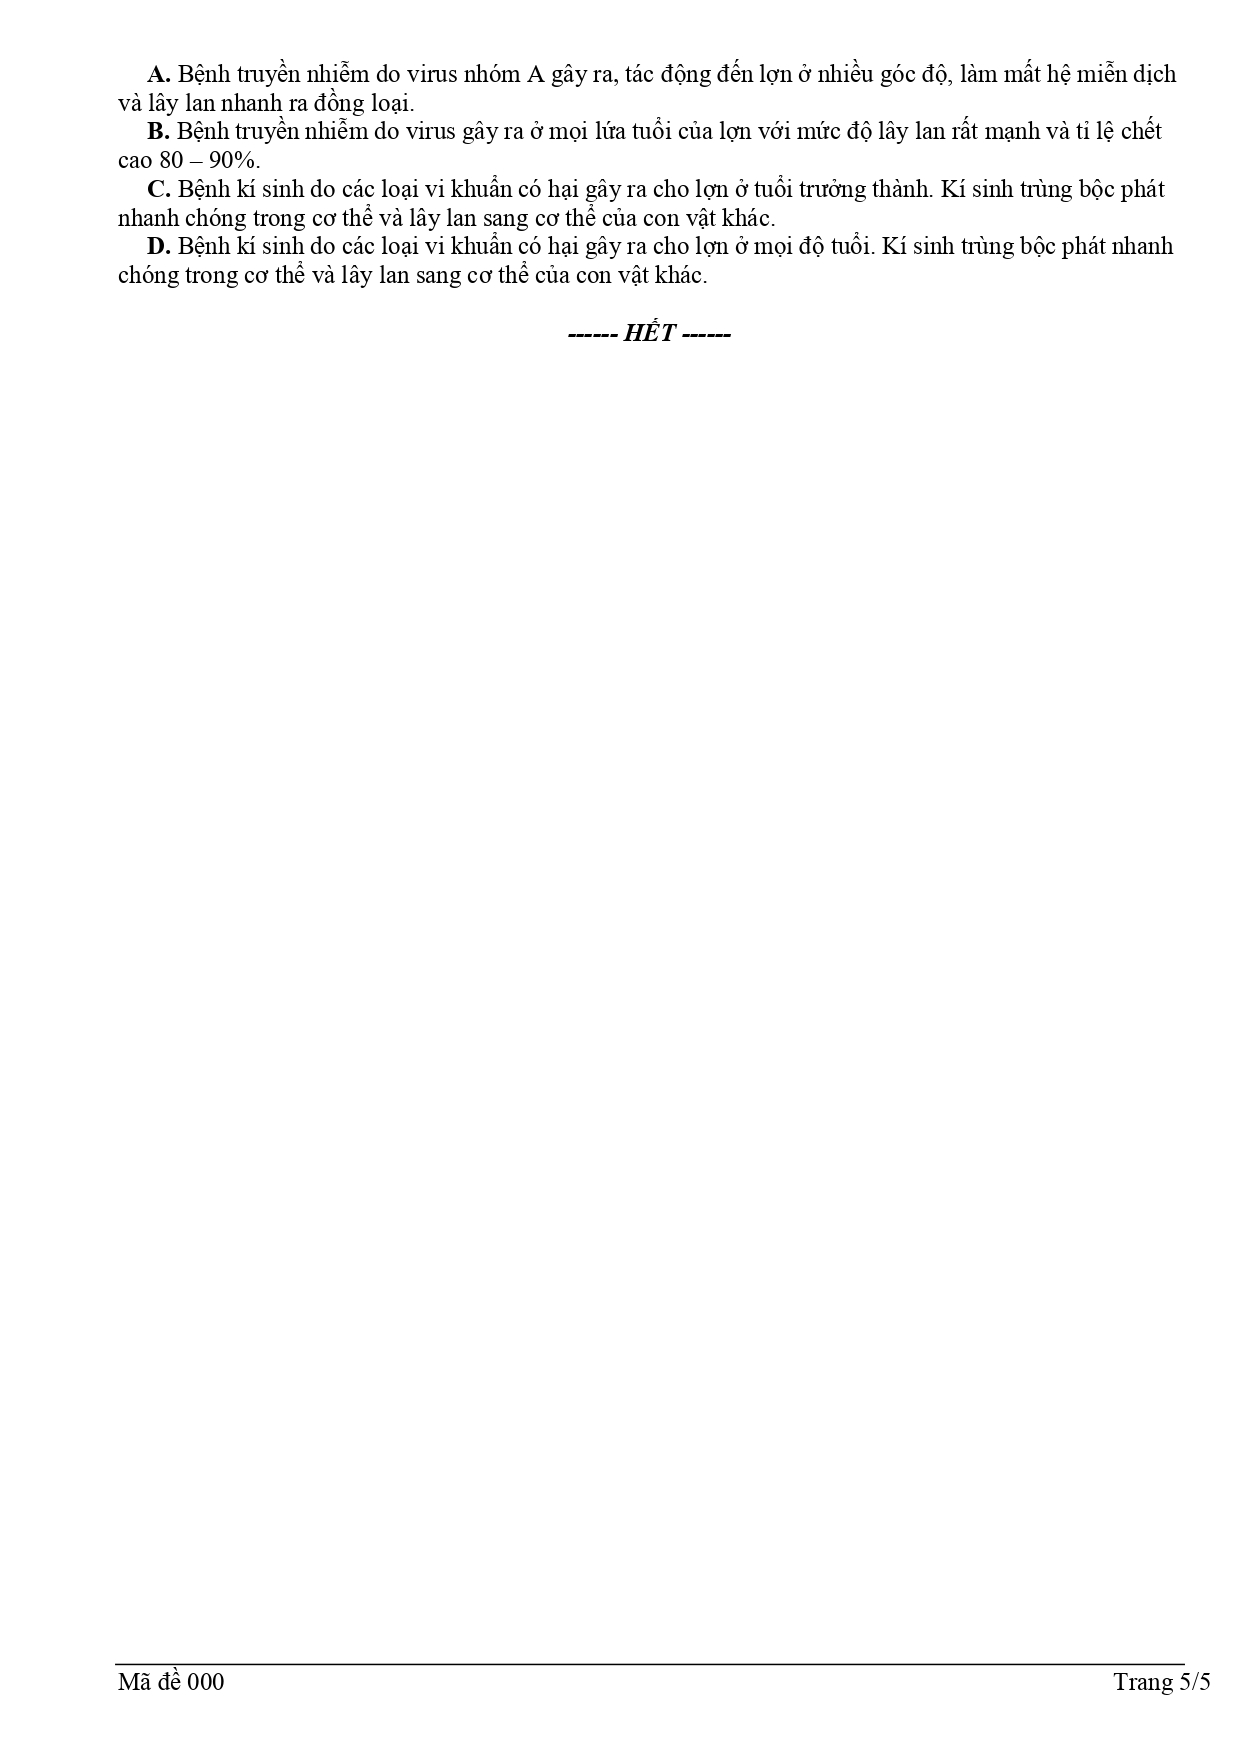 A. Bệnh truyền nhiễm do virus nhóm A gây ra, tác động đến lợn ở nhiều góc độ, làm mất hệ miễn dịch
và lây lan nhanh ra đồng loại.
B. Bệnh truyền nhiễm do virus gây ra ở mọi lứa tuổi của lợn với mức độ lây lan rất mạnh và tỉ lệ chết
cao 80 – 90%.
C. Bệnh kí sinh do các loại vi khuẩn có hại gây ra cho lợn ở tuổi trưởng thành. Kí sinh trùng bộc phát
nhanh chóng trong cơ thể và lây lan sang cơ thể của con vật khác.
D. Bệnh kí sinh do các loại vi khuẩn có hại gây ra cho lợn ở mọi độ tuổi. Kí sinh trùng bộc phát nhanh
chóng trong cơ thể và lây lan sang cơ thể của con vật khác.
------ HẾT ------
Mã đề 000
Trang 5/5